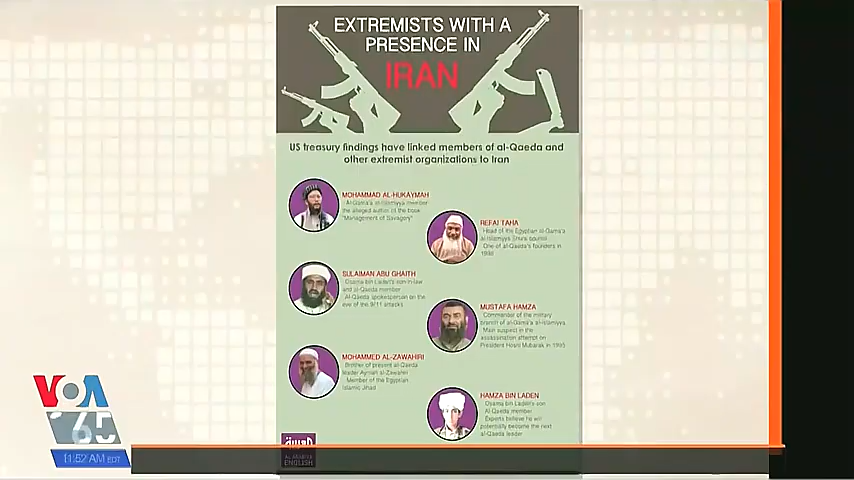 EXTREMISTS WITH A
PRESENCE IN
IRAN
US treasury findings have linked members of al-Qaeda and
other extremist organizations to Iran
MOHAMMAD AL-HUKAYMAH
Al-Gama'a al-Islamiyya member
the alleged author of the book
"Management of Savagery"
REFAI TAHA
Head of the Egyptian al-Gama'a
al-Islamiyya Shura council
One of al-Qaeda's founders in
1998
SULAIMAN ABU GHAITH
Osama bin Laden's son-in-law
and al-Qaeda member
Al-Qaeda spokesperson on the
eve of the 9/11 attacks
MUSTAFA HAMZA
Commander of the military
branch of al-Gama'a al-Islamiyya
Main suspect in the
assassination attempt on
President Hosni Mubarak in 1995
MOHAMMED AL-ZAWAHIRI
Brother of present al-Qaeda
leader Ayman al-Zawahiri
Member of the Egyptian
Islamic Jihad
HAMZA BIN LADEN
Osama bin Laden's son
Al Qaeda member
Experts believe he will
potentially become the next
al-Qaeda leader
العربية
AL ARABIYA
ENGLISH
VOA
365
11:52 AM EDT